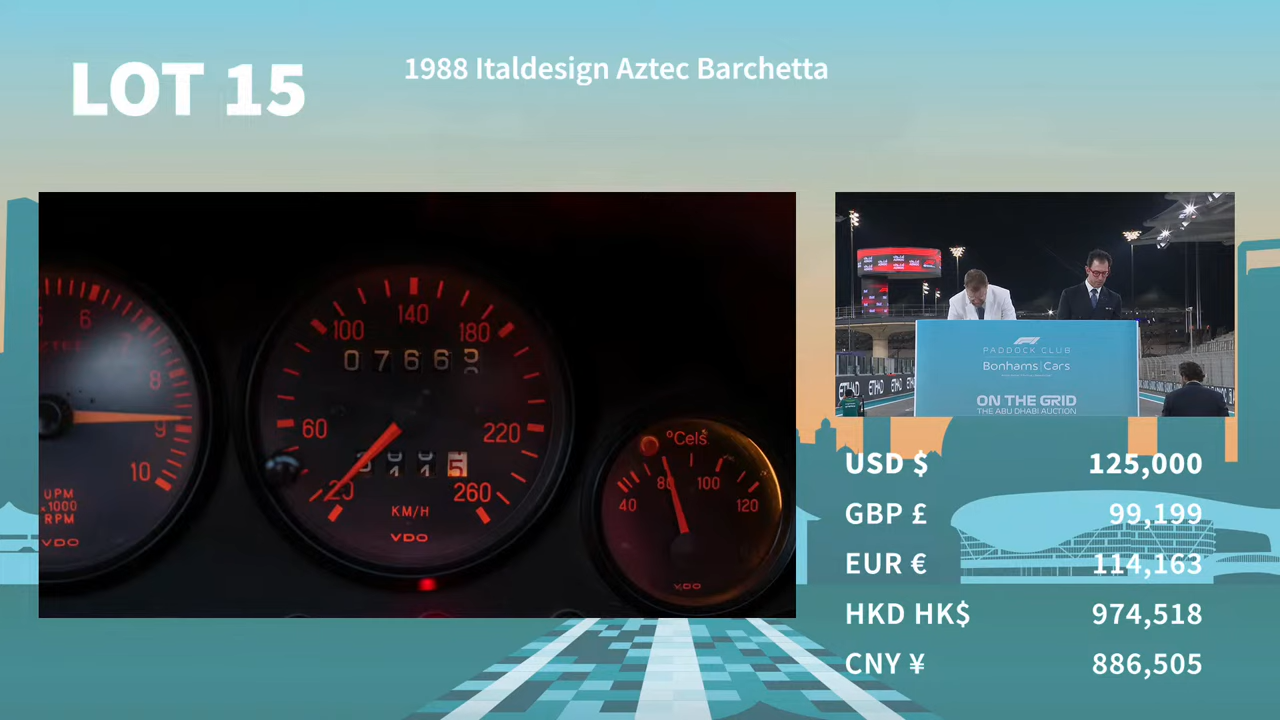 LOT 15
1988 Italdesign Aztec Barchetta
6
8
9
10
UPM
x1000
RPM
VDO
60
100
140
180
220
260
20
KM/H
VDO
°Cels.
40
80
100
120
VDO
PADDOCK CLUB
Bonhams|Cars
ON THE GRID
THE ABU DHABI AUCTION
ETIHAD
USD $ 125,000
GBP £ 99,199
EUR € 114,163
HKD HK$ 974,518
CNY ¥ 886,505